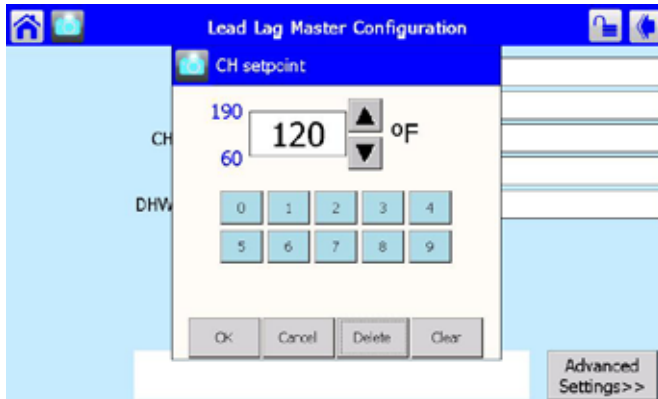 Lead Lag Master Configuration
CH setpoint
190
120 °F
60
CH
DHW
0 1 2 3 4
5 6 7 8 9
OK Cancel Delete Clear
Advanced
Settings>>